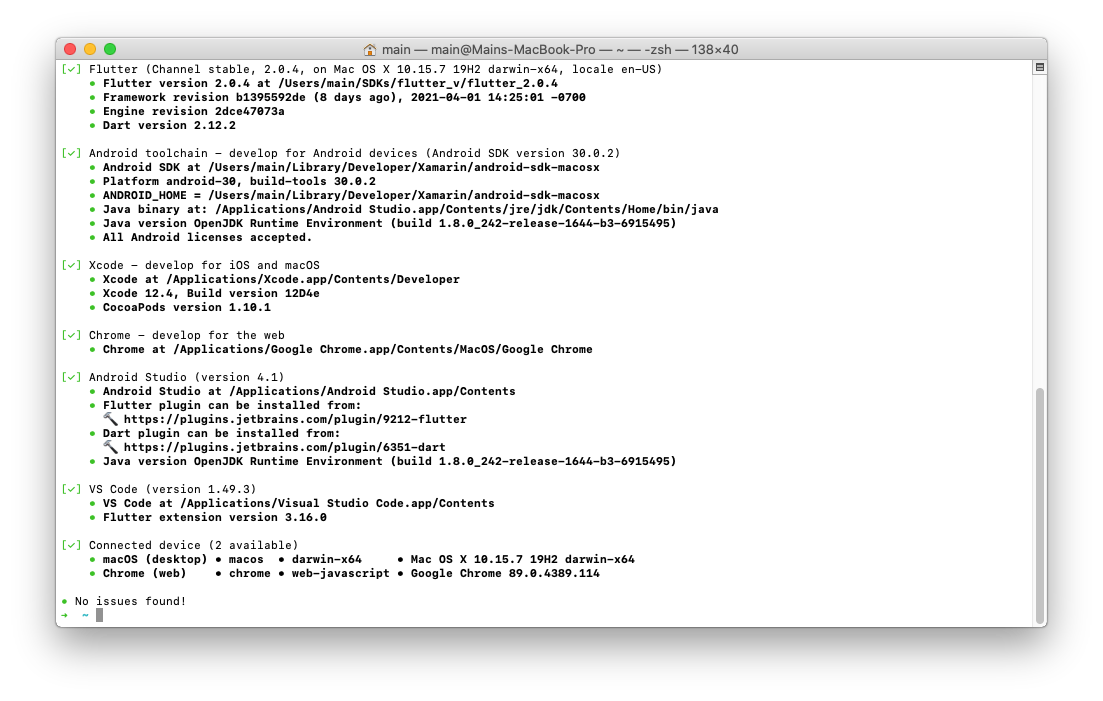 main — main@Mains-MacBook-Pro — ~ — -zsh — 138×40
[✓] Flutter (Channel stable, 2.0.4, on Mac OS X 10.15.7 19H2 darwin-x64, locale en-US)
• Flutter version 2.0.4 at /Users/main/SDKs/flutter_v/flutter_2.0.4
• Framework revision b1395592de (8 days ago), 2021-04-01 14:25:01 -0700
• Engine revision 2dce47073a
• Dart version 2.12.2
[✓] Android toolchain - develop for Android devices (Android SDK version 30.0.2)
• Android SDK at /Users/main/Library/Developer/Xamarin/android-sdk-macosx
• Platform android-30, build-tools 30.0.2
• ANDROID_HOME = /Users/main/Library/Developer/Xamarin/android-sdk-macosx
• Java binary at: /Applications/Android Studio.app/Contents/jre/jdk/Contents/Home/bin/java
• Java version OpenJDK Runtime Environment (build 1.8.0_242-release-1644-b3-6915495)
• All Android licenses accepted.
[✓] Xcode - develop for iOS and macOS
• Xcode at /Applications/Xcode.app/Contents/Developer
• Xcode 12.4, Build version 12D4e
• CocoaPods version 1.10.1
[✓] Chrome - develop for the web
• Chrome at /Applications/Google Chrome.app/Contents/MacOS/Google Chrome
[✓] Android Studio (version 4.1)
• Android Studio at /Applications/Android Studio.app/Contents
• Flutter plugin can be installed from:
🔨 https://plugins.jetbrains.com/plugin/9212-flutter
• Dart plugin can be installed from:
🔨 https://plugins.jetbrains.com/plugin/6351-dart
• Java version OpenJDK Runtime Environment (build 1.8.0_242-release-1644-b3-6915495)
[✓] VS Code (version 1.49.3)
• VS Code at /Applications/Visual Studio Code.app/Contents
• Flutter extension version 3.16.0
[✓] Connected device (2 available)
• macOS (desktop) • macos • darwin-x64 • Mac OS X 10.15.7 19H2 darwin-x64
• Chrome (web) • chrome • web-javascript • Google Chrome 89.0.4389.114
• No issues found!
→ ~